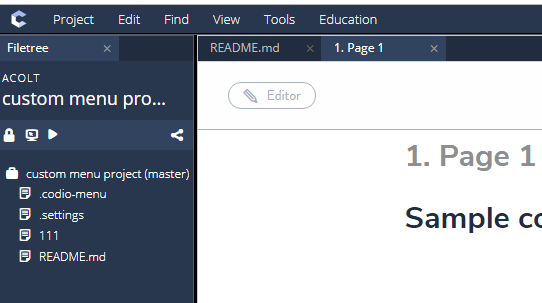 Project Edit Find View Tools Education
Filetree × README.md × 1. Page 1 ×
ACOLT
custom menu pro...
Editor
custom menu project (master)
.codio-menu
.settings
111
README.md
1. Page 1
Sample co